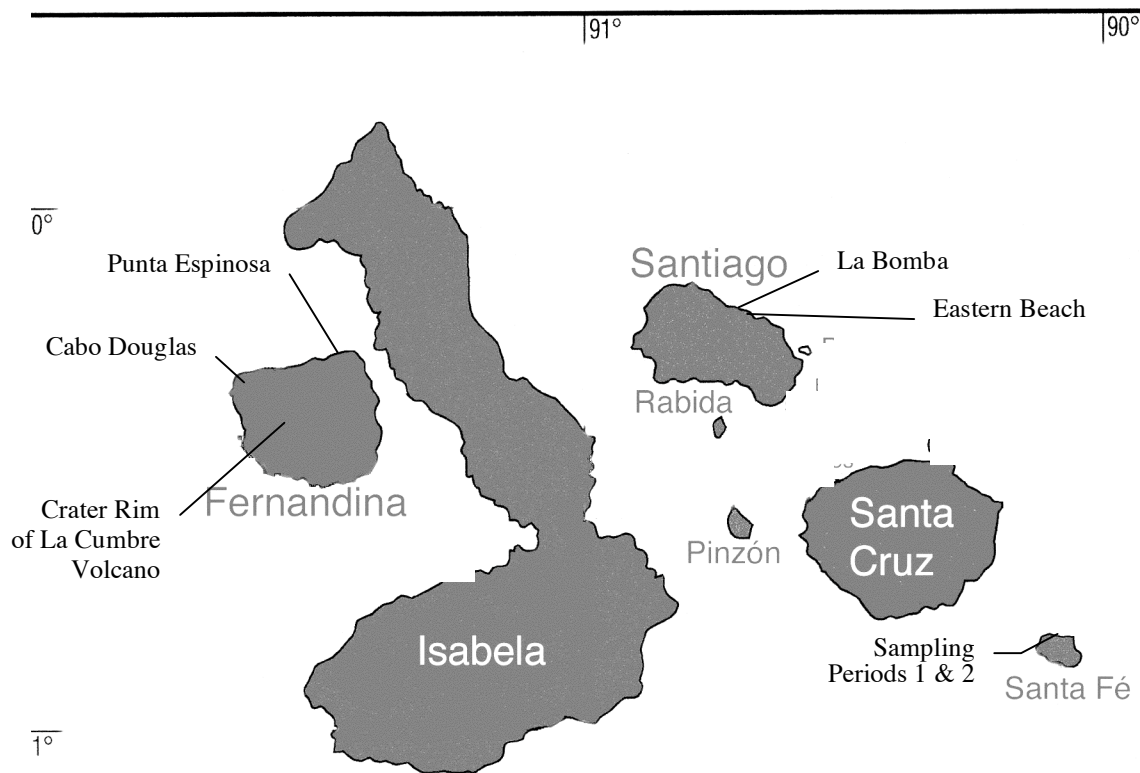 91°
90°
0°
Punta Espinosa
Santiago
La Bomba
Eastern Beach
Cabo Douglas
Rabida
Fernandina
Crater Rim
of La Cumbre
Volcano
Santa
Cruz
Pinzón
Isabela
Sampling
Periods 1 & 2
Santa Fé
1°